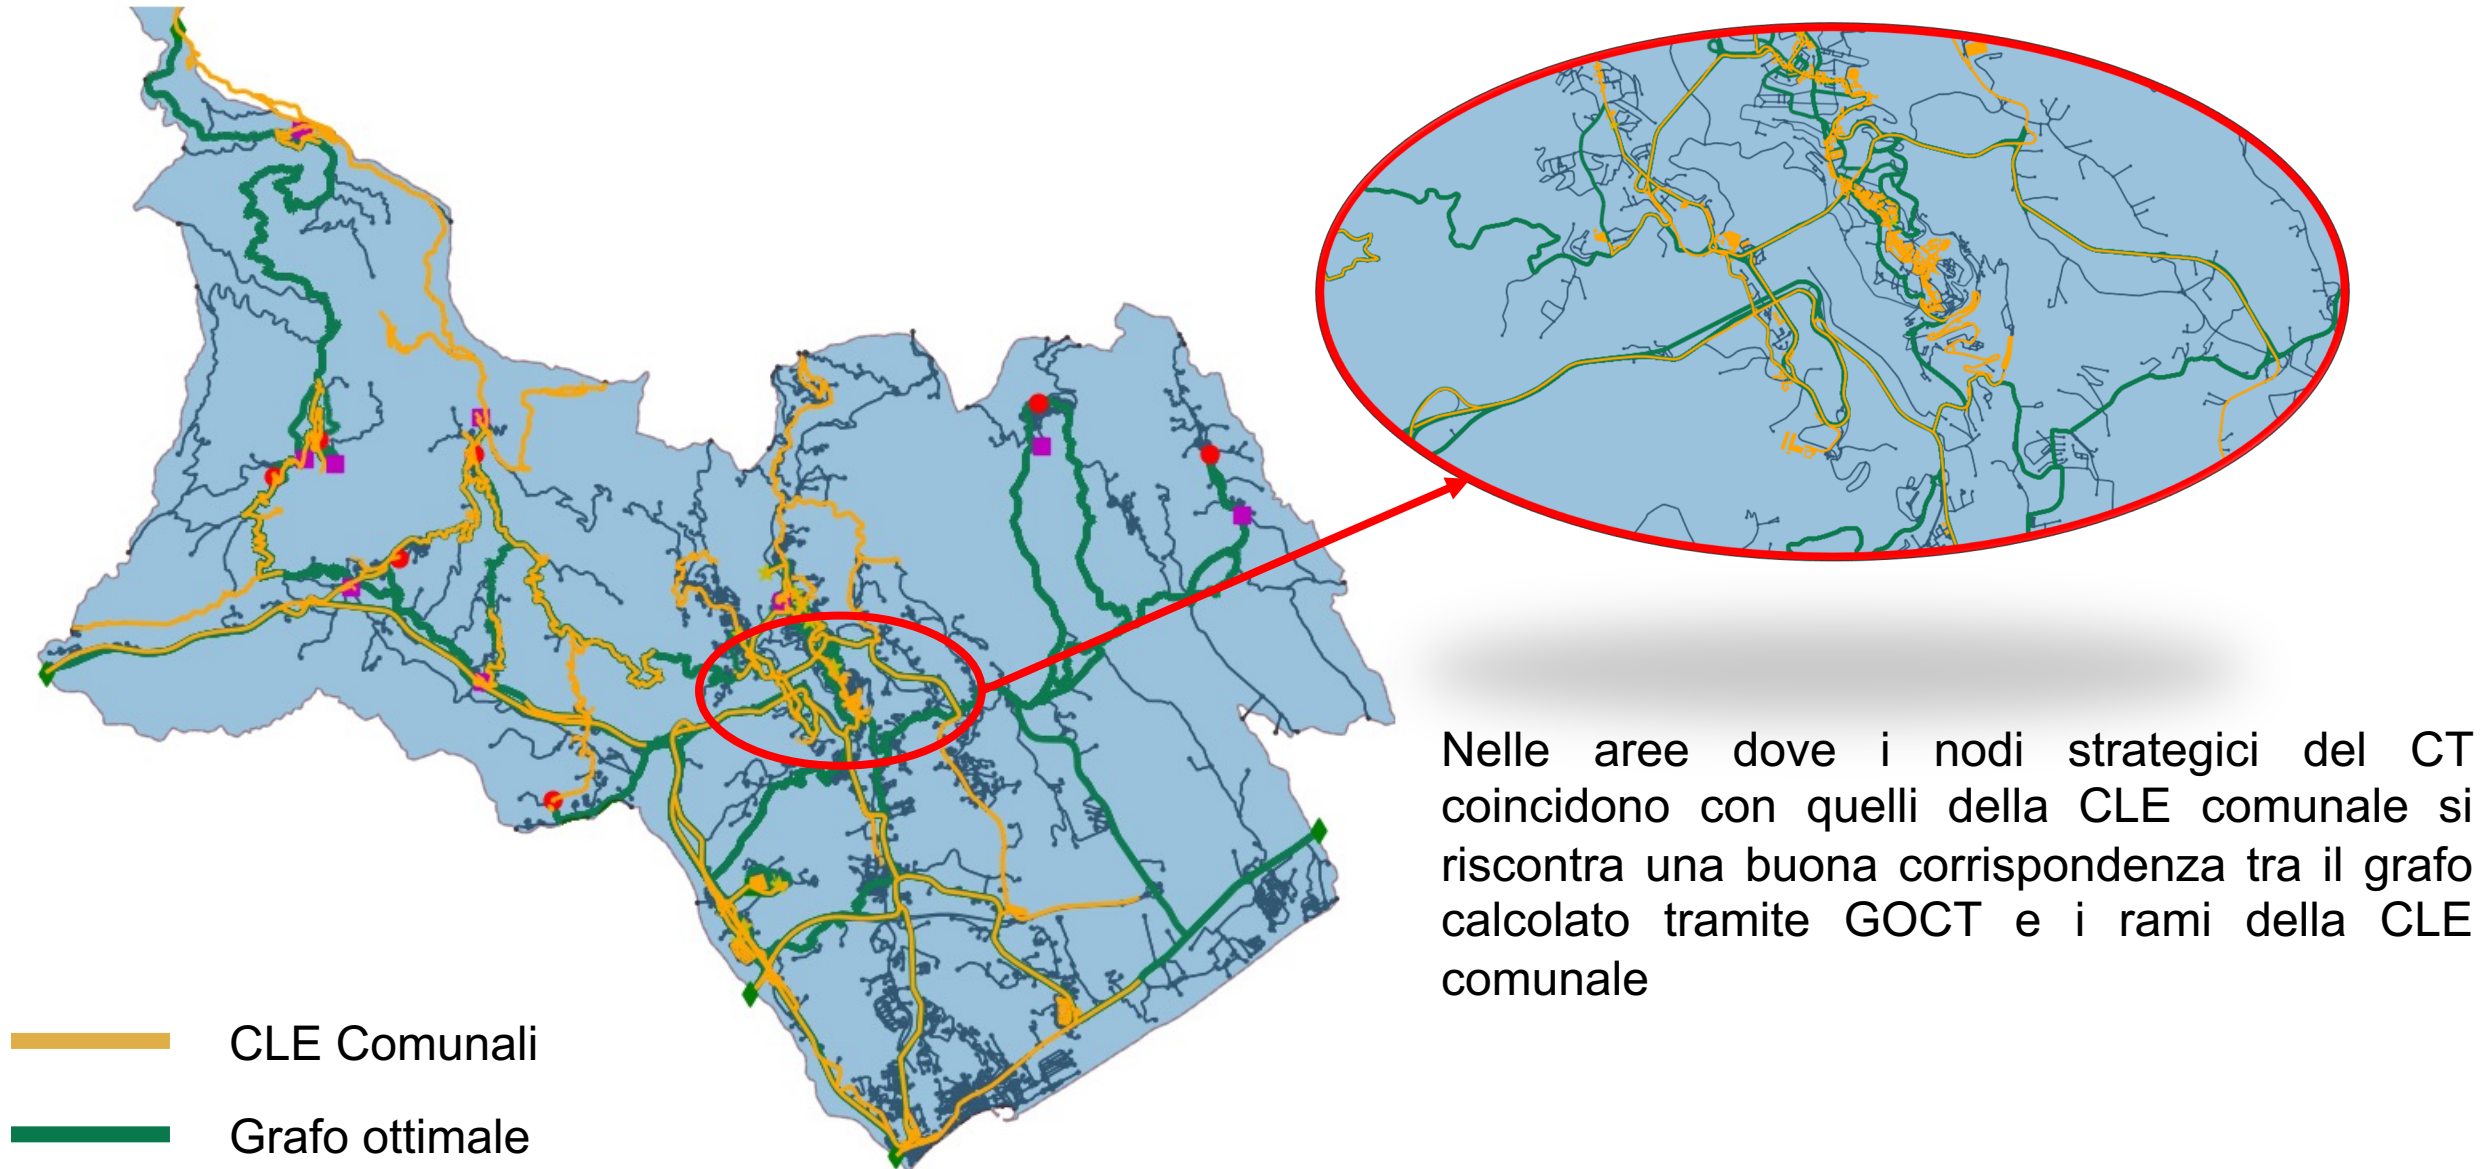 Nelle aree dove i nodi strategici del CT
coincidono con quelli della CLE comunale si
riscontra una buona corrispondenza tra il grafo
calcolato tramite GOCT e i rami della CLE
comunale
CLE Comunali
Grafo ottimale